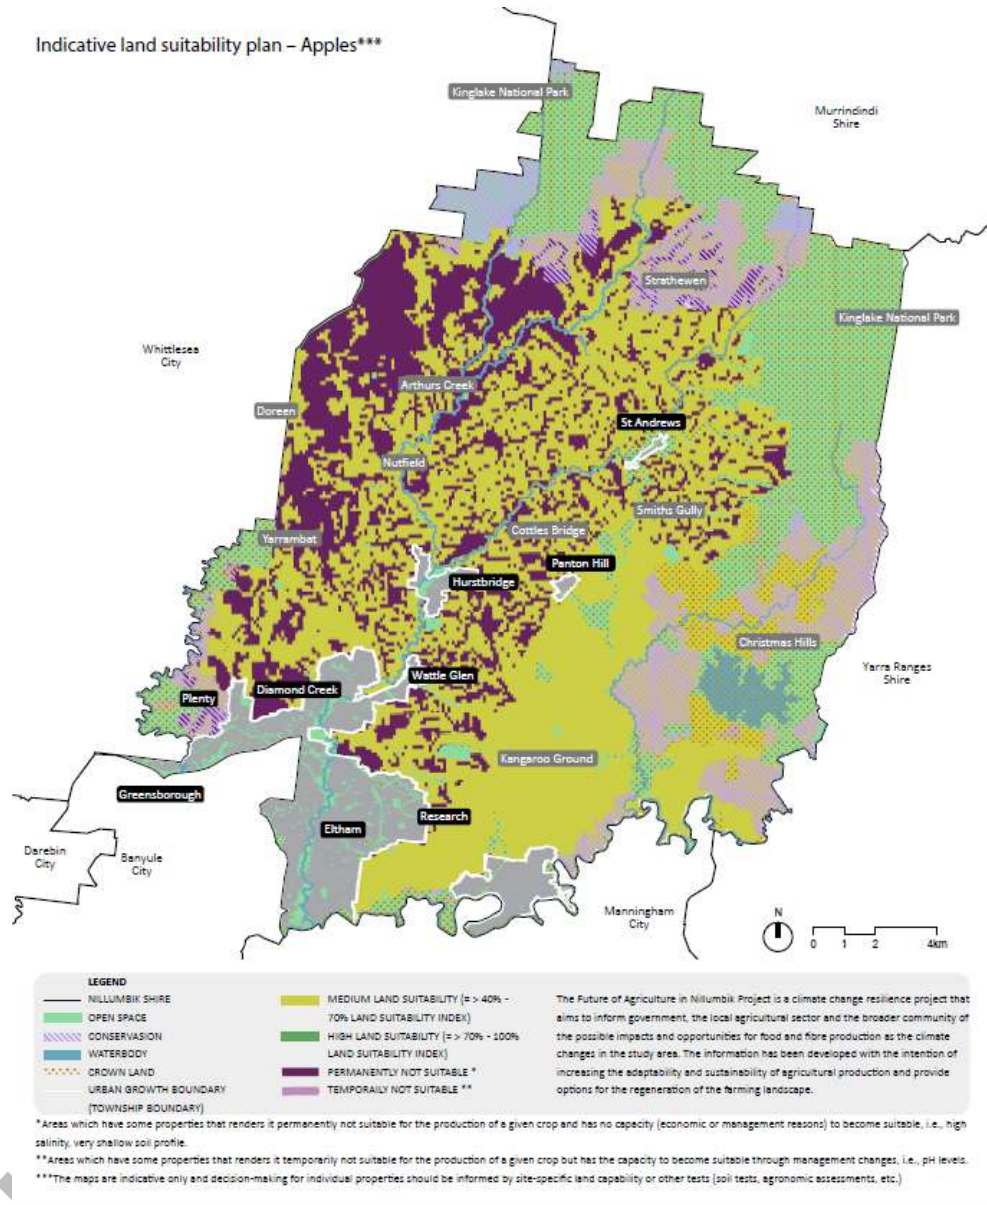 Indicative land suitability plan – Apples***
Kinglake National Park
Murrindindi
Shire
Strathewen
Kinglake National Park
Whittlesea
City
Arthurs Creek
Doreen
St Andrews
Nutfield
Smiths Gully
Cottles Bridge
Yarrambat
Panton Hill
Hurstbridge
Christmas Hills
Yarra Ranges
Shire
Wattle Glen
Diamond Creek
Plenty
Kangaroo Ground
Greensborough
Research
Eltham
Darebin
City
Banyule
City
Manningham
City
N
0 1 2 4km
LEGEND
NILLUMBIK SHIRE
OPEN SPACE
CONSERVASION
WATERBODY
CROWN LAND
URBAN GROWTH BOUNDARY
(TOWNSHIP BOUNDARY)
MEDIUM LAND SUITABILITY (= > 40% -
70% LAND SUITABILITY INDEX)
HIGH LAND SUITABILITY (= > 70% - 100%
LAND SUITABILITY INDEX)
PERMANENTLY NOT SUITABLE *
TEMPORAILY NOT SUITABLE **
The Future of Agriculture in Nillumbik Project is a climate change resilience project that
aims to inform government, the local agricultural sector and the broader community of
the possible impacts and opportunities for food and fibre production as the climate
changes in the study area. The information has been developed with the intention of
increasing the adaptability and sustainability of agricultural production and provide
options for the regeneration of the farming landscape.
*Areas which have some properties that renders it permanently not suitable for the production of a given crop and has no capacity (economic or management reasons) to become suitable, i.e., high
salinity, very shallow soil profile.
**Areas which have some properties that renders it temporarily not suitable for the production of a given crop but has the capacity to become suitable through management changes, i.e., pH levels.
***The maps are indicative only and decision-making for individual properties should be informed by site-specific land capability or other tests (soil tests, agronomic assessments, etc.)